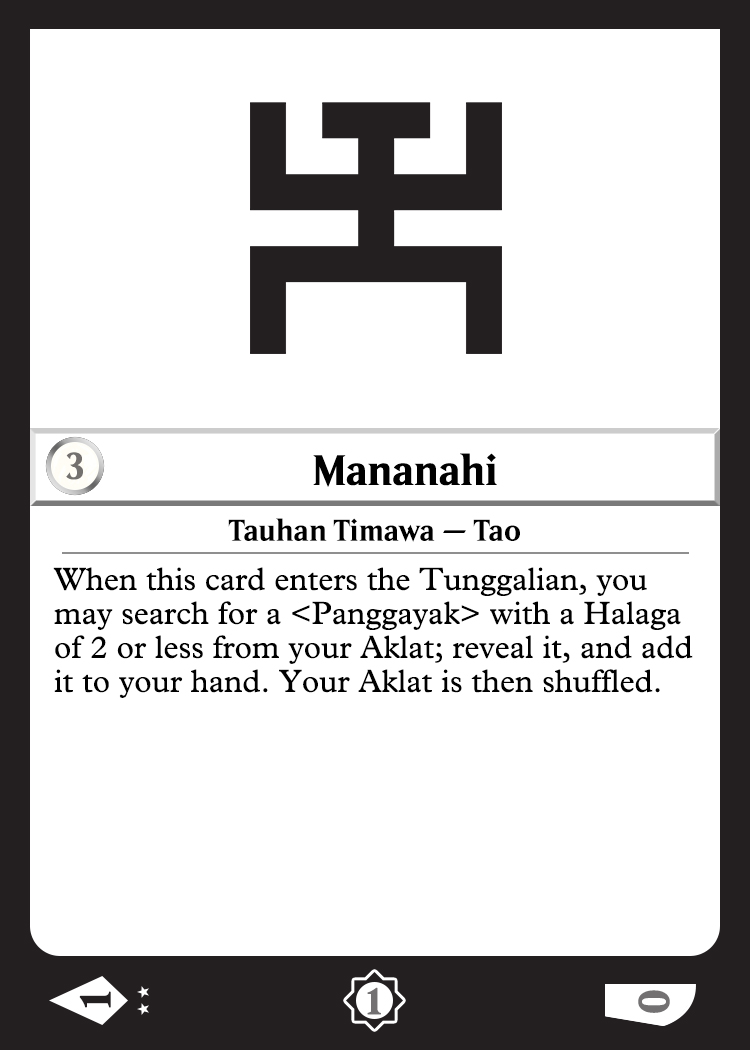 3
Mananahi
Tauhan Timawa — Tao
When this card enters the Tunggalian, you
may search for a <Panggayak> with a Halaga
of 2 or less from your Aklat; reveal it, and add
it to your hand. Your Aklat is then shuffled.
1
1
0